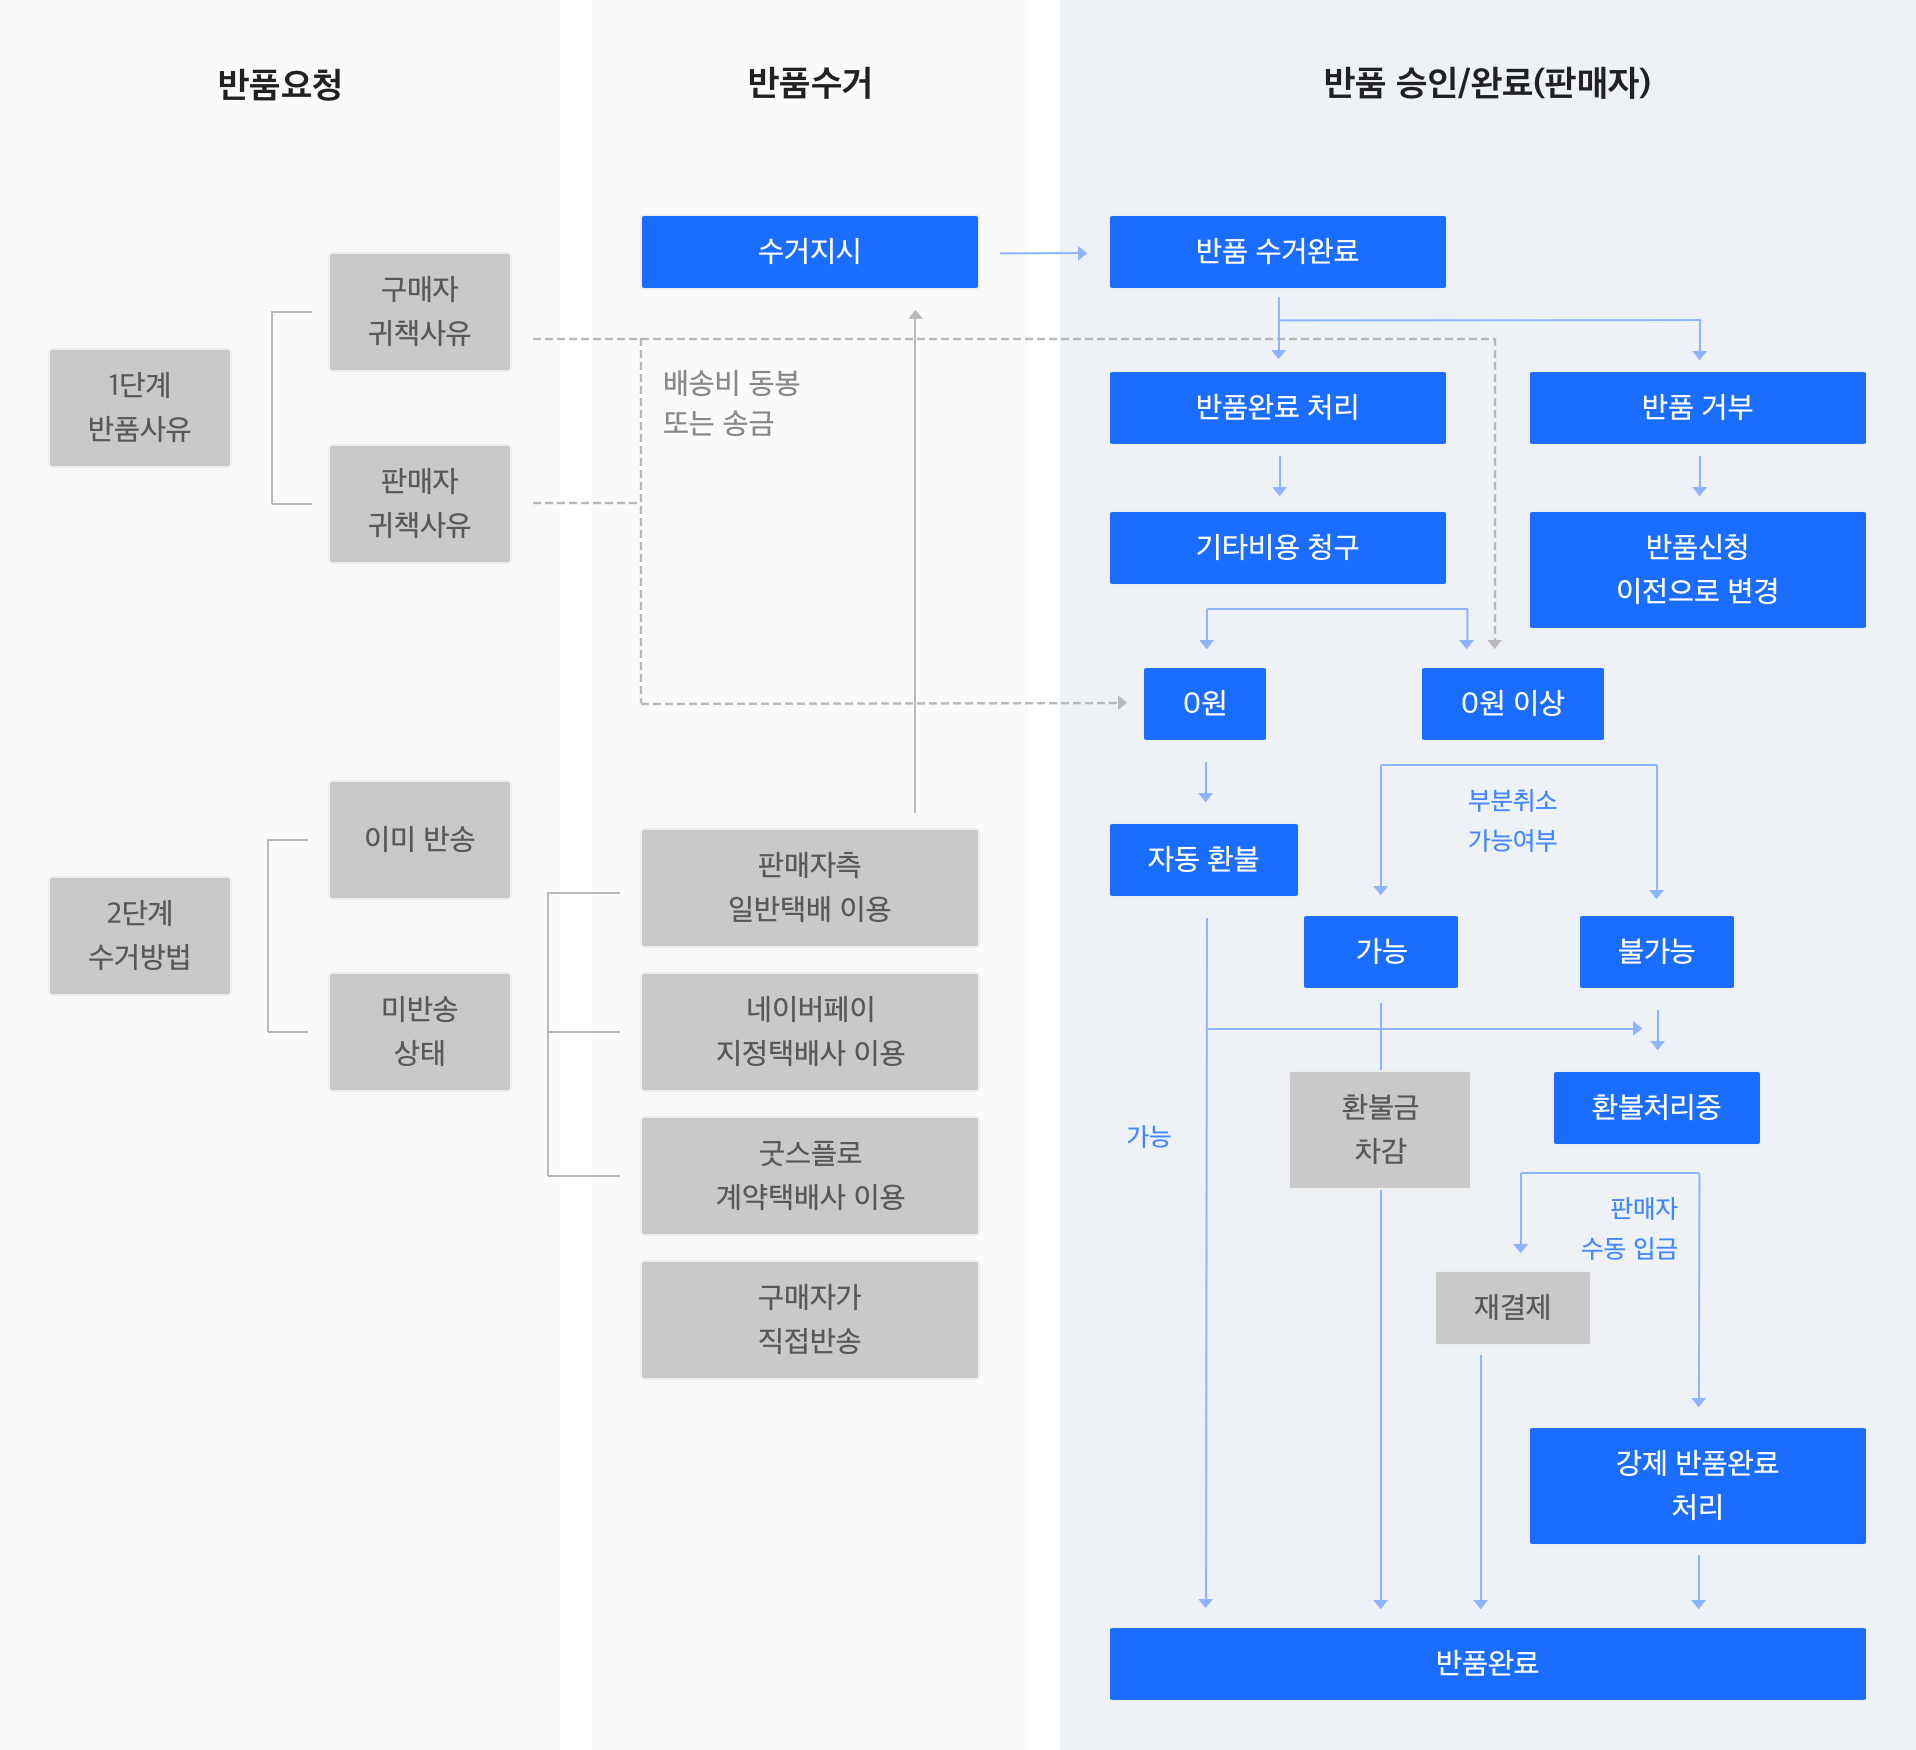 반품요청
1단계
반품사유
구매자
귀책사유
판매자
귀책사유
2단계
수거방법
이미 반송
미반송
상태
반품수거
수거지시
배송비 동봉
또는 송금
판매자측
일반택배 이용
네이버페이
지정택배사 이용
굿스플로
계약택배사 이용
구매자가
직접반송
반품 승인/완료(판매자)
반품 수거완료
반품완료 처리
반품 거부
기타비용 청구
반품신청
이전으로 변경
0원
0원 이상
부분취소
가능여부
자동 환불
가능
불가능
가능
환불금
차감
환불처리중
판매자
수동 입금
재결제
강제 반품완료
처리
반품완료